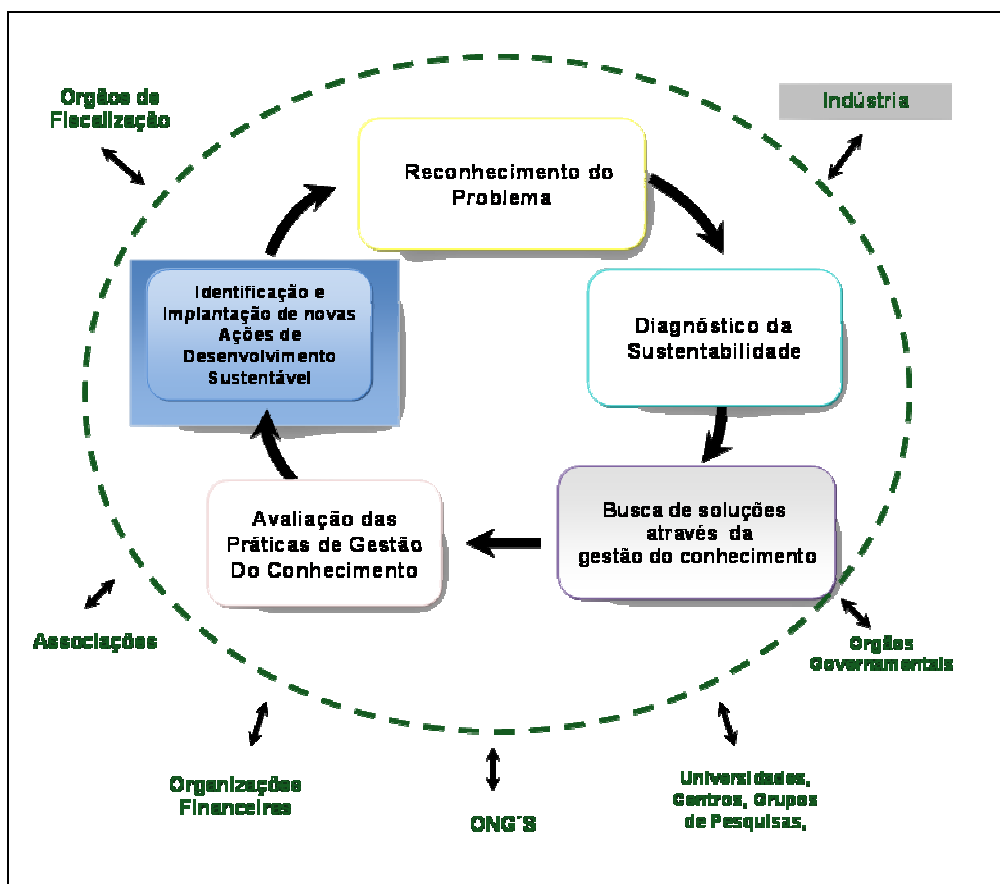 Orgãos de
Fiscalização
Indústria
Reconhecimento do
Problema
Identificação e
Implantação de novas
Ações de
Desenvolvimento
Sustentável
Diagnóstico da
Sustentabilidade
Avaliação das
Práticas de Gestão
Do Conhecimento
Busca de soluções
através da
gestão do conhecimento
Associações
Orgãos
Governamentais
Organizações
Financeiras
ONG´S
Universidades,
Centros, Grupos
de Pesquisas,